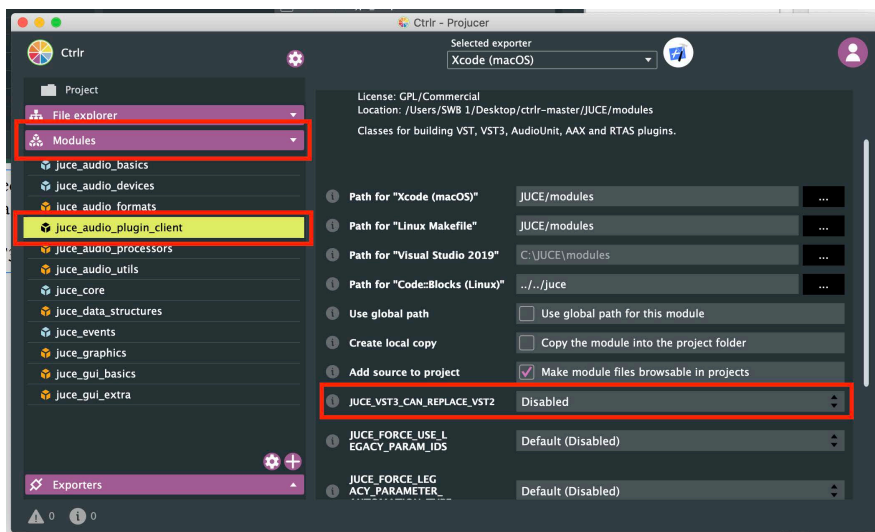 Ctrlr - Projucer
Ctrlr
Selected exporter
Xcode (macOS)
Project
File explorer
Modules
juce_audio_basics
juce_audio_devices
juce_audio_formats
juce_audio_plugin_client
juce_audio_processors
juce_audio_utils
juce_core
juce_data_structures
juce_events
juce_graphics
juce_gui_basics
juce_gui_extra
Exporters
0 0
License: GPL/Commercial
Location: /Users/SWB 1/Desktop/ctrlr-master/JUCE/modules
Classes for building VST, VST3, AudioUnit, AAX and RTAS plugins.
Path for "Xcode (macOS)" JUCE/modules ...
Path for "Linux Makefile" JUCE/modules ...
Path for "Visual Studio 2019" C:\JUCE\modules ...
Path for "Code::Blocks (Linux)" ../../juce ...
Use global path Use global path for this module
Create local copy Copy the module into the project folder
Add source to project Make module files browsable in projects
JUCE_VST3_CAN_REPLACE_VST2 Disabled
JUCE_FORCE_USE_L
EGACY_PARAM_IDS Default (Disabled)
JUCE_FORCE_LEG
ACY_PARAMETER_ Default (Disabled)